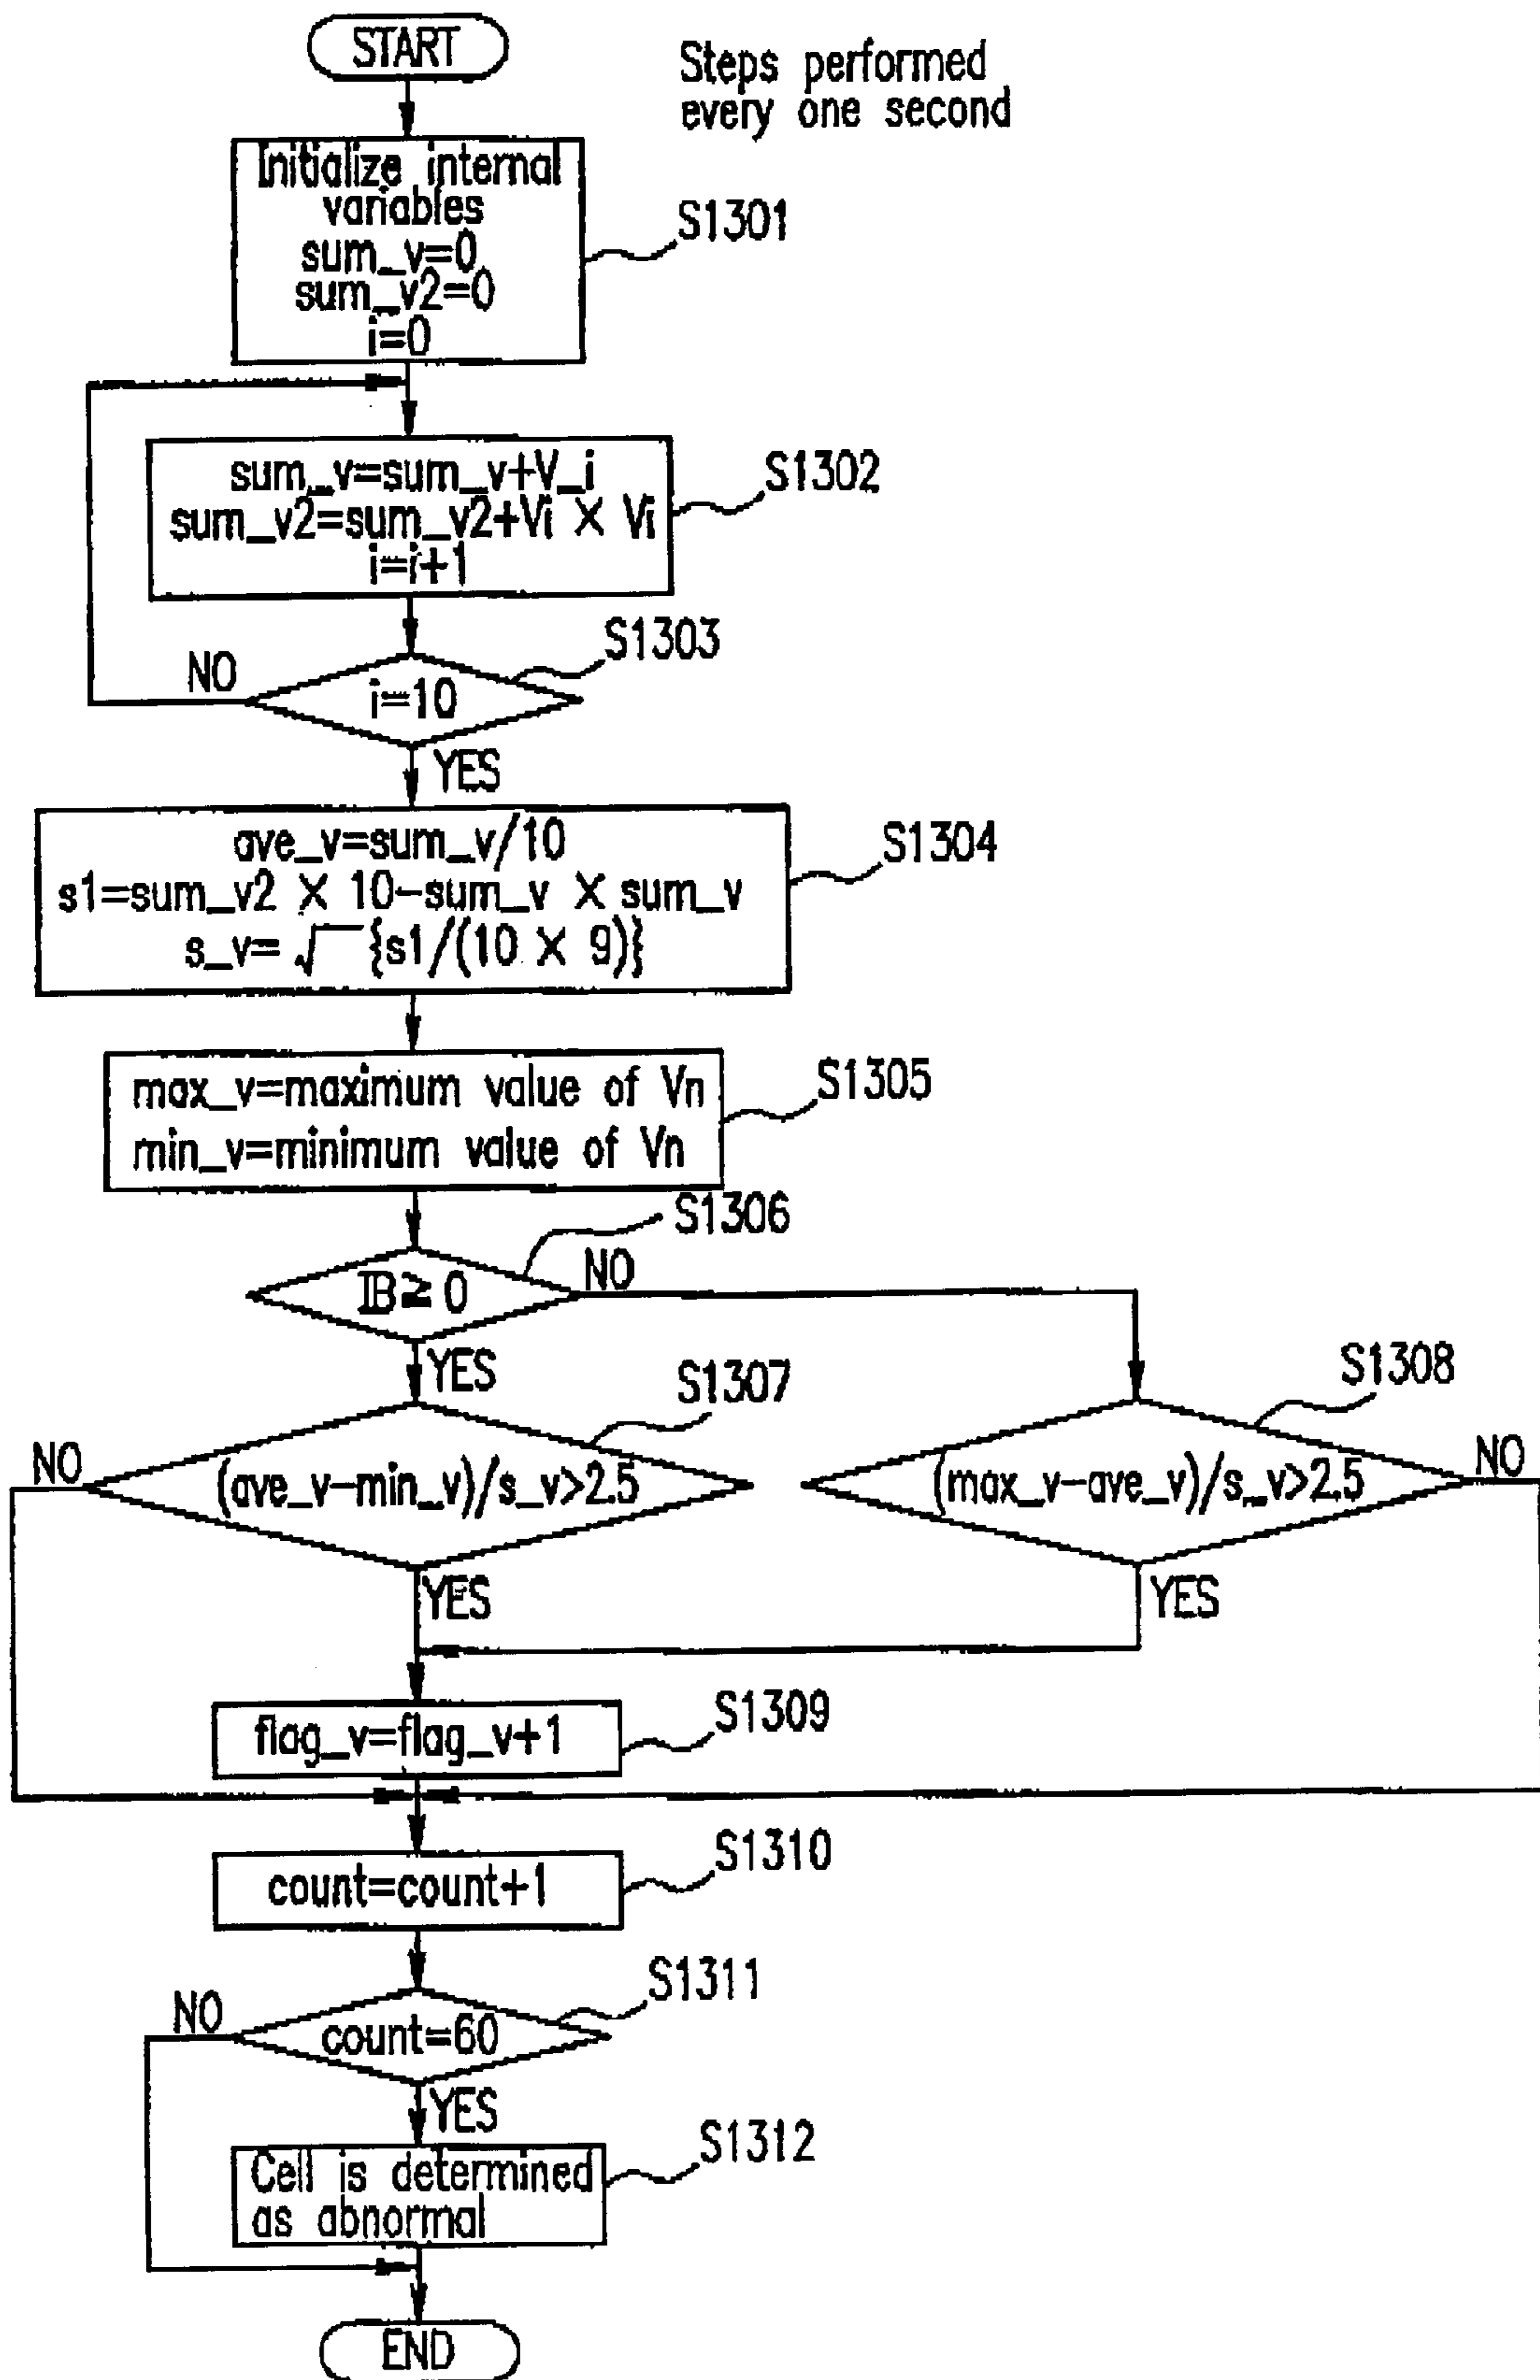 START
Steps performed
every one second
Initialize internal
variables
sum_v=0
sum_v2=0
i=0
S1301
sum_v=sum_v+V_i
sum_v2=sum_v2+Vi × Vi
i=i+1
S1302
S1303
NO
i=10
YES
ave_v=sum_v/10
s1=sum_v2 × 10-sum_v × sum_v
s_v=√ {s1/(10 × 9)}
S1304
max_v=maximum value of Vn
min_v=minimum value of Vn
S1305
S1306
IB≧0
NO
YES
S1307
S1308
NO
(ave_v-min_v)/s_v>2.5
(max_v-ave_v)/s_v>2.5
NO
YES
YES
flag_v=flag_v+1
S1309
count=count+1
S1310
S1311
NO
count=60
YES
Cell is determined
as abnormal
S1312
END